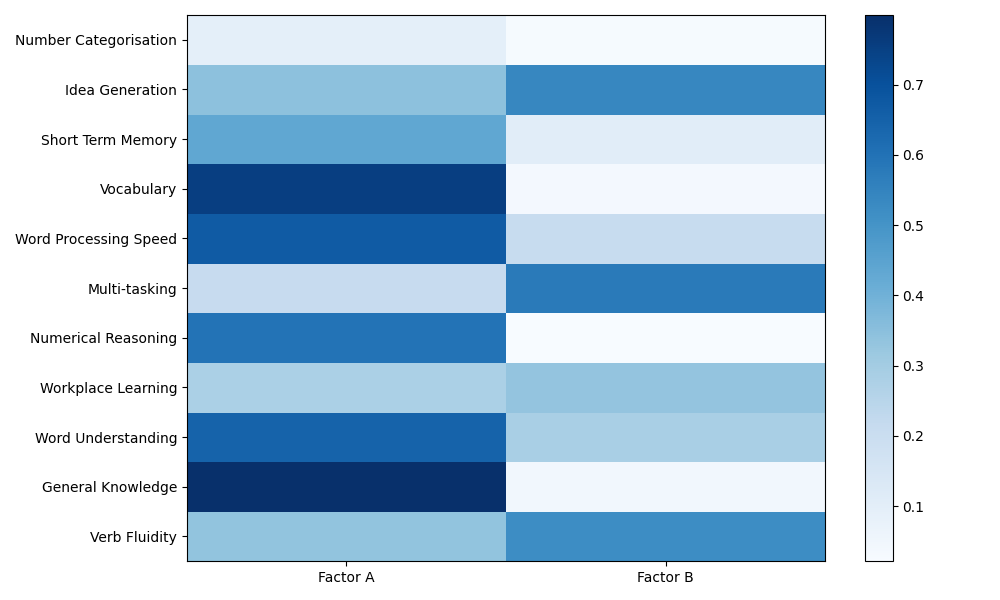 Number Categorisation
Idea Generation
Short Term Memory
Vocabulary
Word Processing Speed
Multi-tasking
Numerical Reasoning
Workplace Learning
Word Understanding
General Knowledge
Verb Fluidity
Factor A
Factor B
0.7
0.6
0.5
0.4
0.3
0.2
0.1